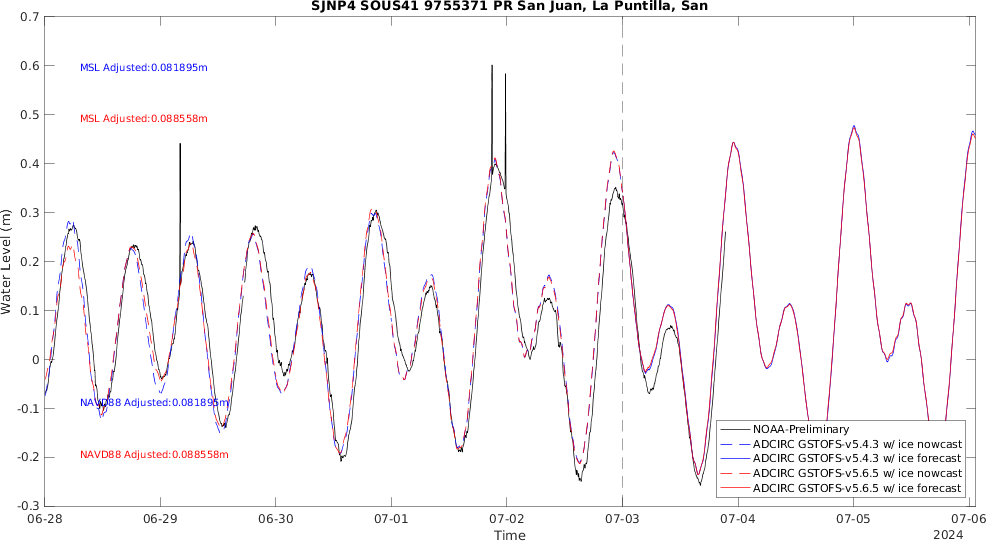 SJNP4 SOUS41 9755371 PR San Juan, La Puntilla, San
0.7
0.6
0.5
0.4
0.3
0.2
0.1
0
-0.1
-0.2
-0.3
Water Level (m)
MSL Adjusted:0.081895m
MSL Adjusted:0.088558m
NAVD88 Adjusted:0.081895m
NAVD88 Adjusted:0.088558m
NOAA-Preliminary
ADCIRC GSTOFS-v5.4.3 w/ ice nowcast
ADCIRC GSTOFS-v5.4.3 w/ ice forecast
ADCIRC GSTOFS-v5.6.5 w/ ice nowcast
ADCIRC GSTOFS-v5.6.5 w/ ice forecast
06-28 06-29 06-30 07-01 07-02 07-03 07-04 07-05 07-06
Time
2024